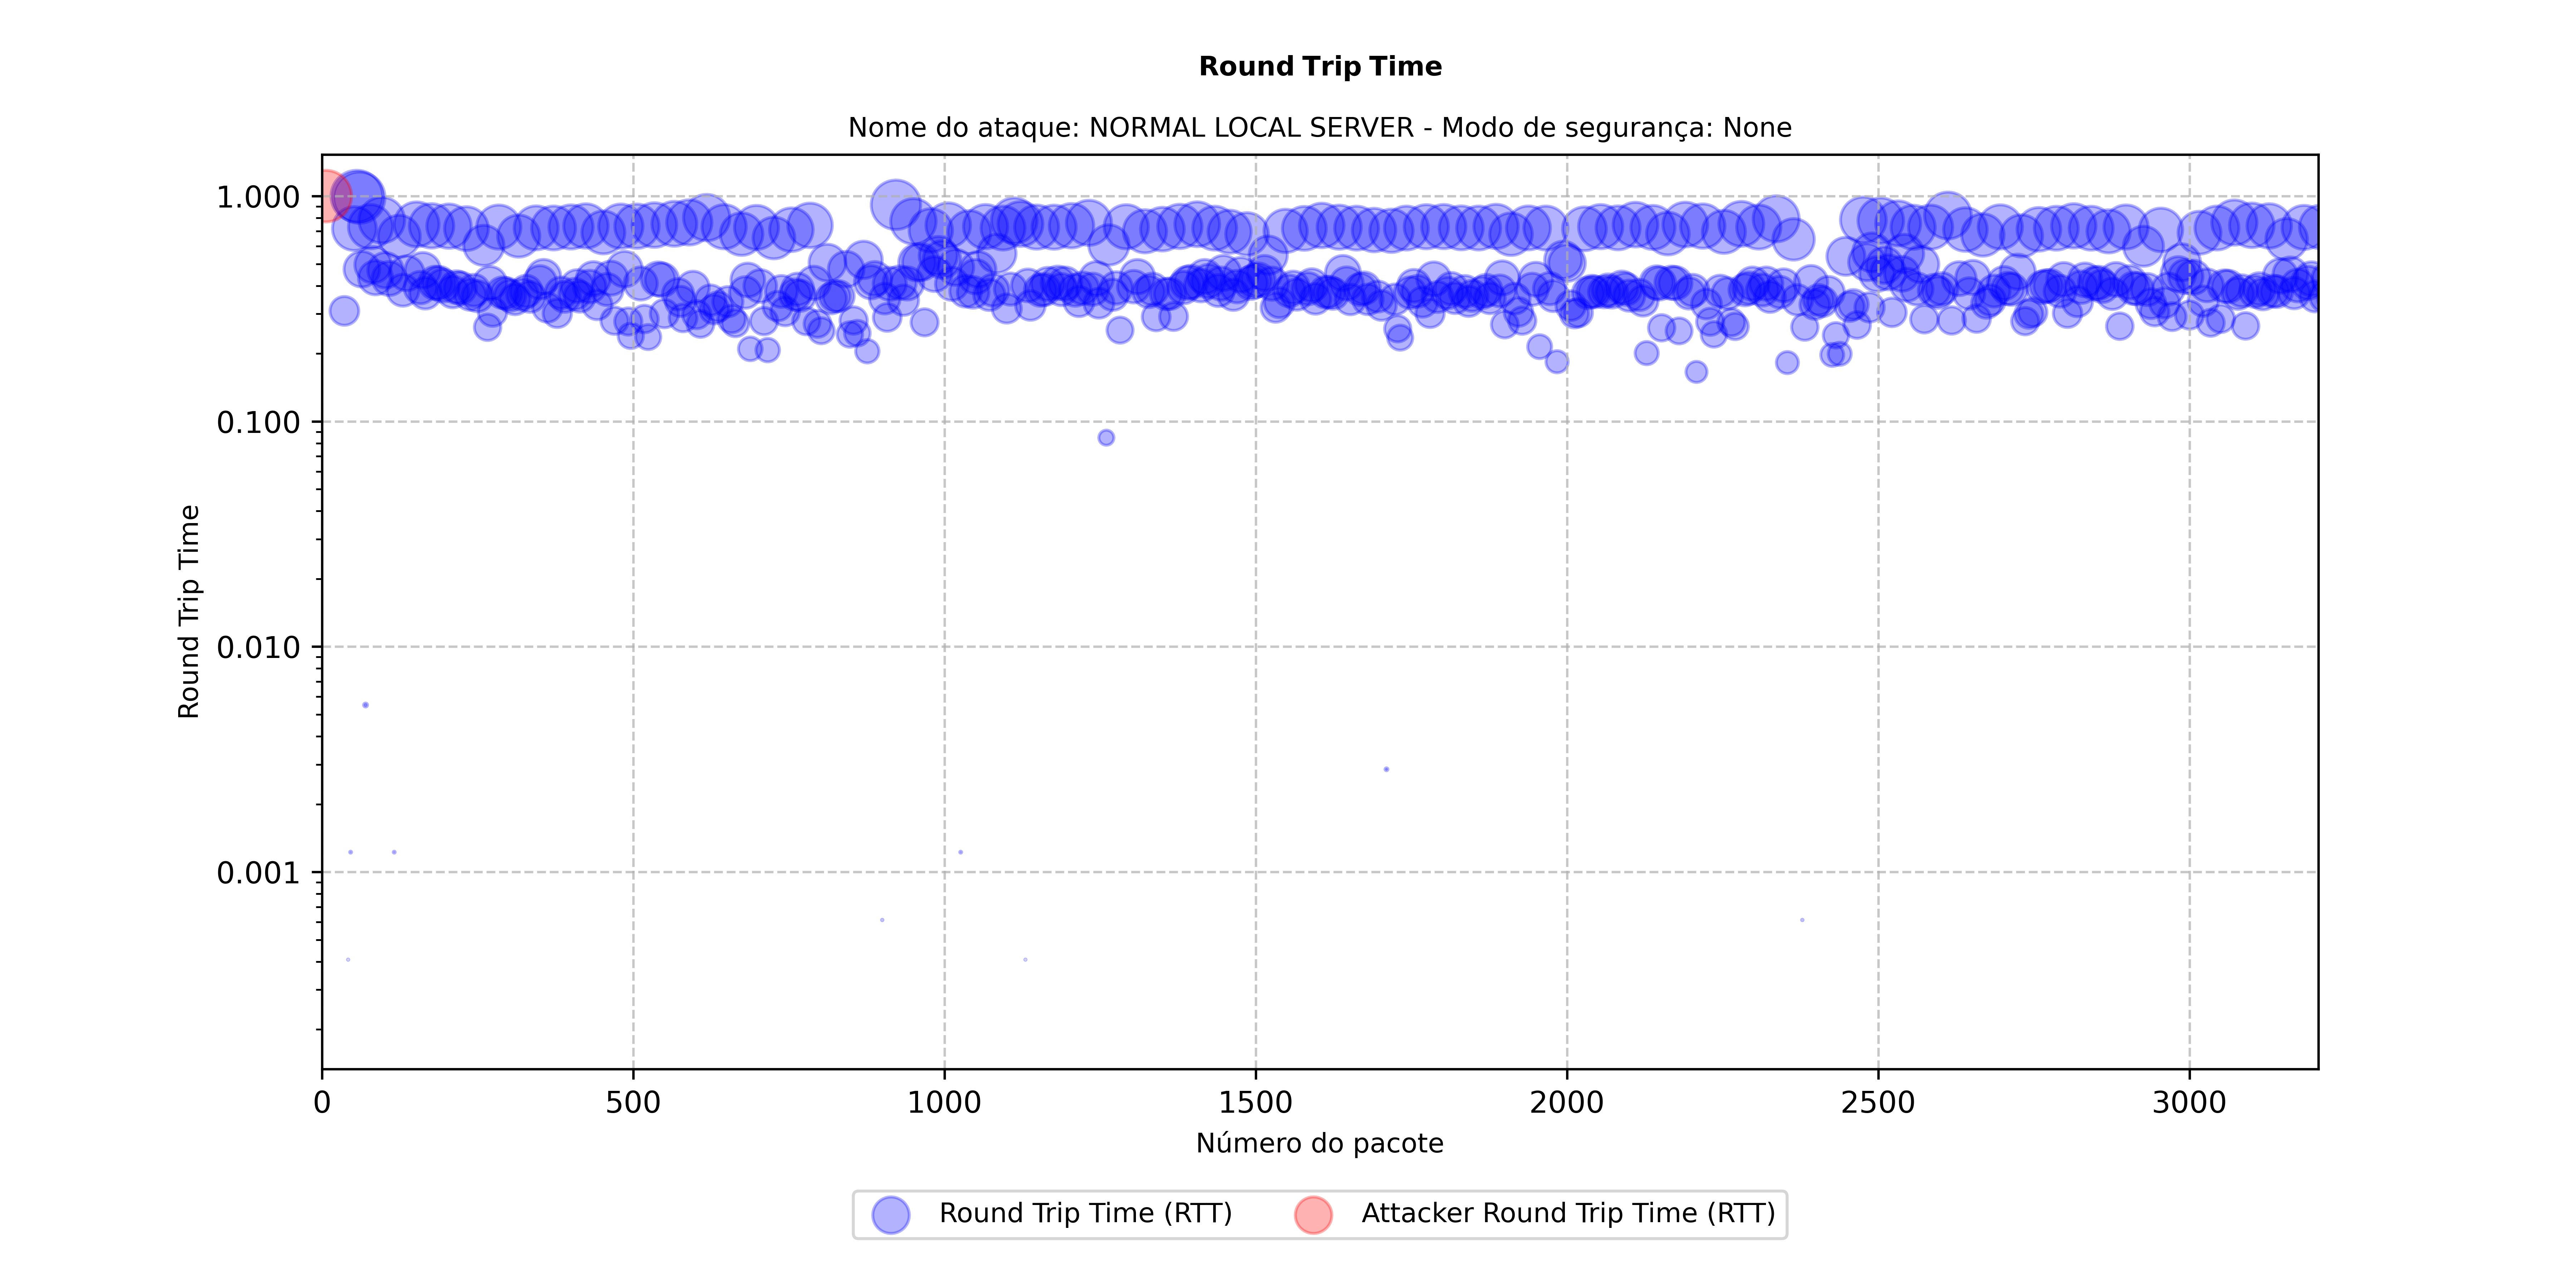 Round Trip Time
Nome do ataque: NORMAL LOCAL SERVER - Modo de segurança: None
1.000
0.100
0.010
0.001
Round Trip Time
0 500 1000 1500 2000 2500 3000
Número do pacote
Round Trip Time (RTT) Attacker Round Trip Time (RTT)